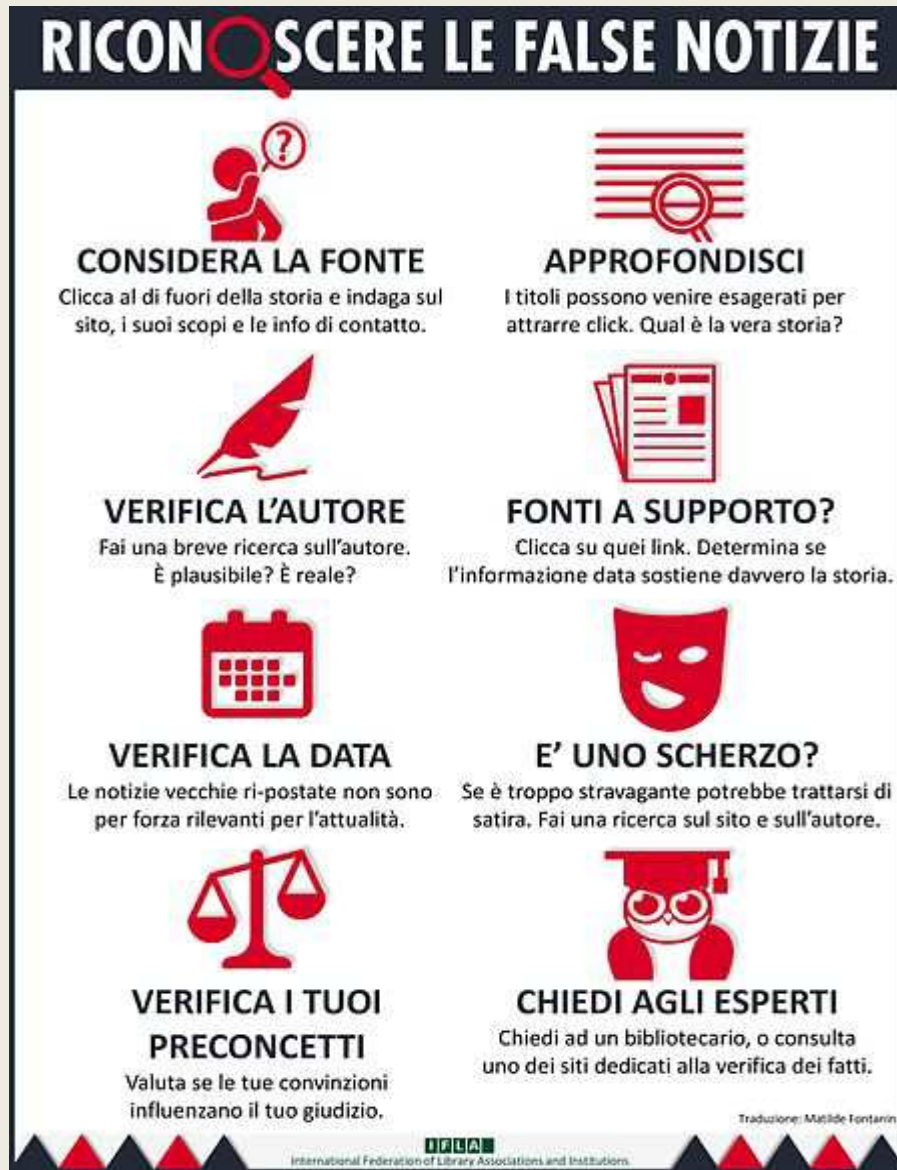 RICONOSCERE LE FALSE NOTIZIE
?
CONSIDERA LA FONTE
Clicca al di fuori della storia e indaga sul
sito, i suoi scopi e le info di contatto.
APPROFONDISCI
I titoli possono venire esagerati per
attrarre click. Qual è la vera storia?
VERIFICA L'AUTORE
Fai una breve ricerca sull'autore.
È plausibile? È reale?
FONTI A SUPPORTO?
Clicca su quei link. Determina se
l'informazione data sostiene davvero la storia.
VERIFICA LA DATA
Le notizie vecchie ri-postate non sono
per forza rilevanti per l'attualità.
E' UNO SCHERZO?
Se è troppo stravagante potrebbe trattarsi di
satira. Fai una ricerca sul sito e sull'autore.
VERIFICA I TUOI
PRECONCETTI
Valuta se le tue convinzioni
influenzano il tuo giudizio.
CHIEDI AGLI ESPERTI
Chiedi ad un bibliotecario, o consulta
uno dei siti dedicati alla verifica dei fatti.
Traduzione: Matilde Fontanin
IFLA
International Federation of Library Associations and Institutions